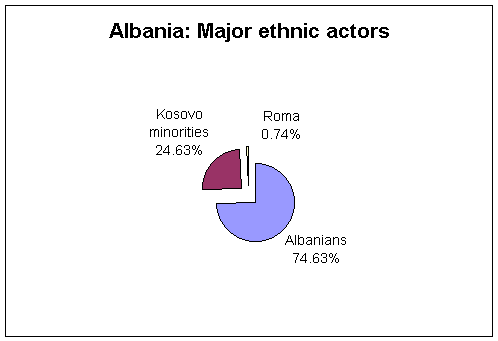 Albania: Major ethnic actors
Kosovo
minorities
24.63%
Roma
0.74%
Albanians
74.63%